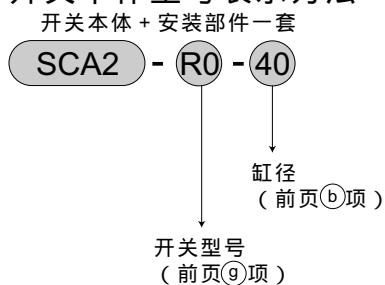 开关本体 + 安装部件一套
SCA2 - R0 - 40
缸径
（前页ⓑ项）
开关型号
（前页ⓖ项）